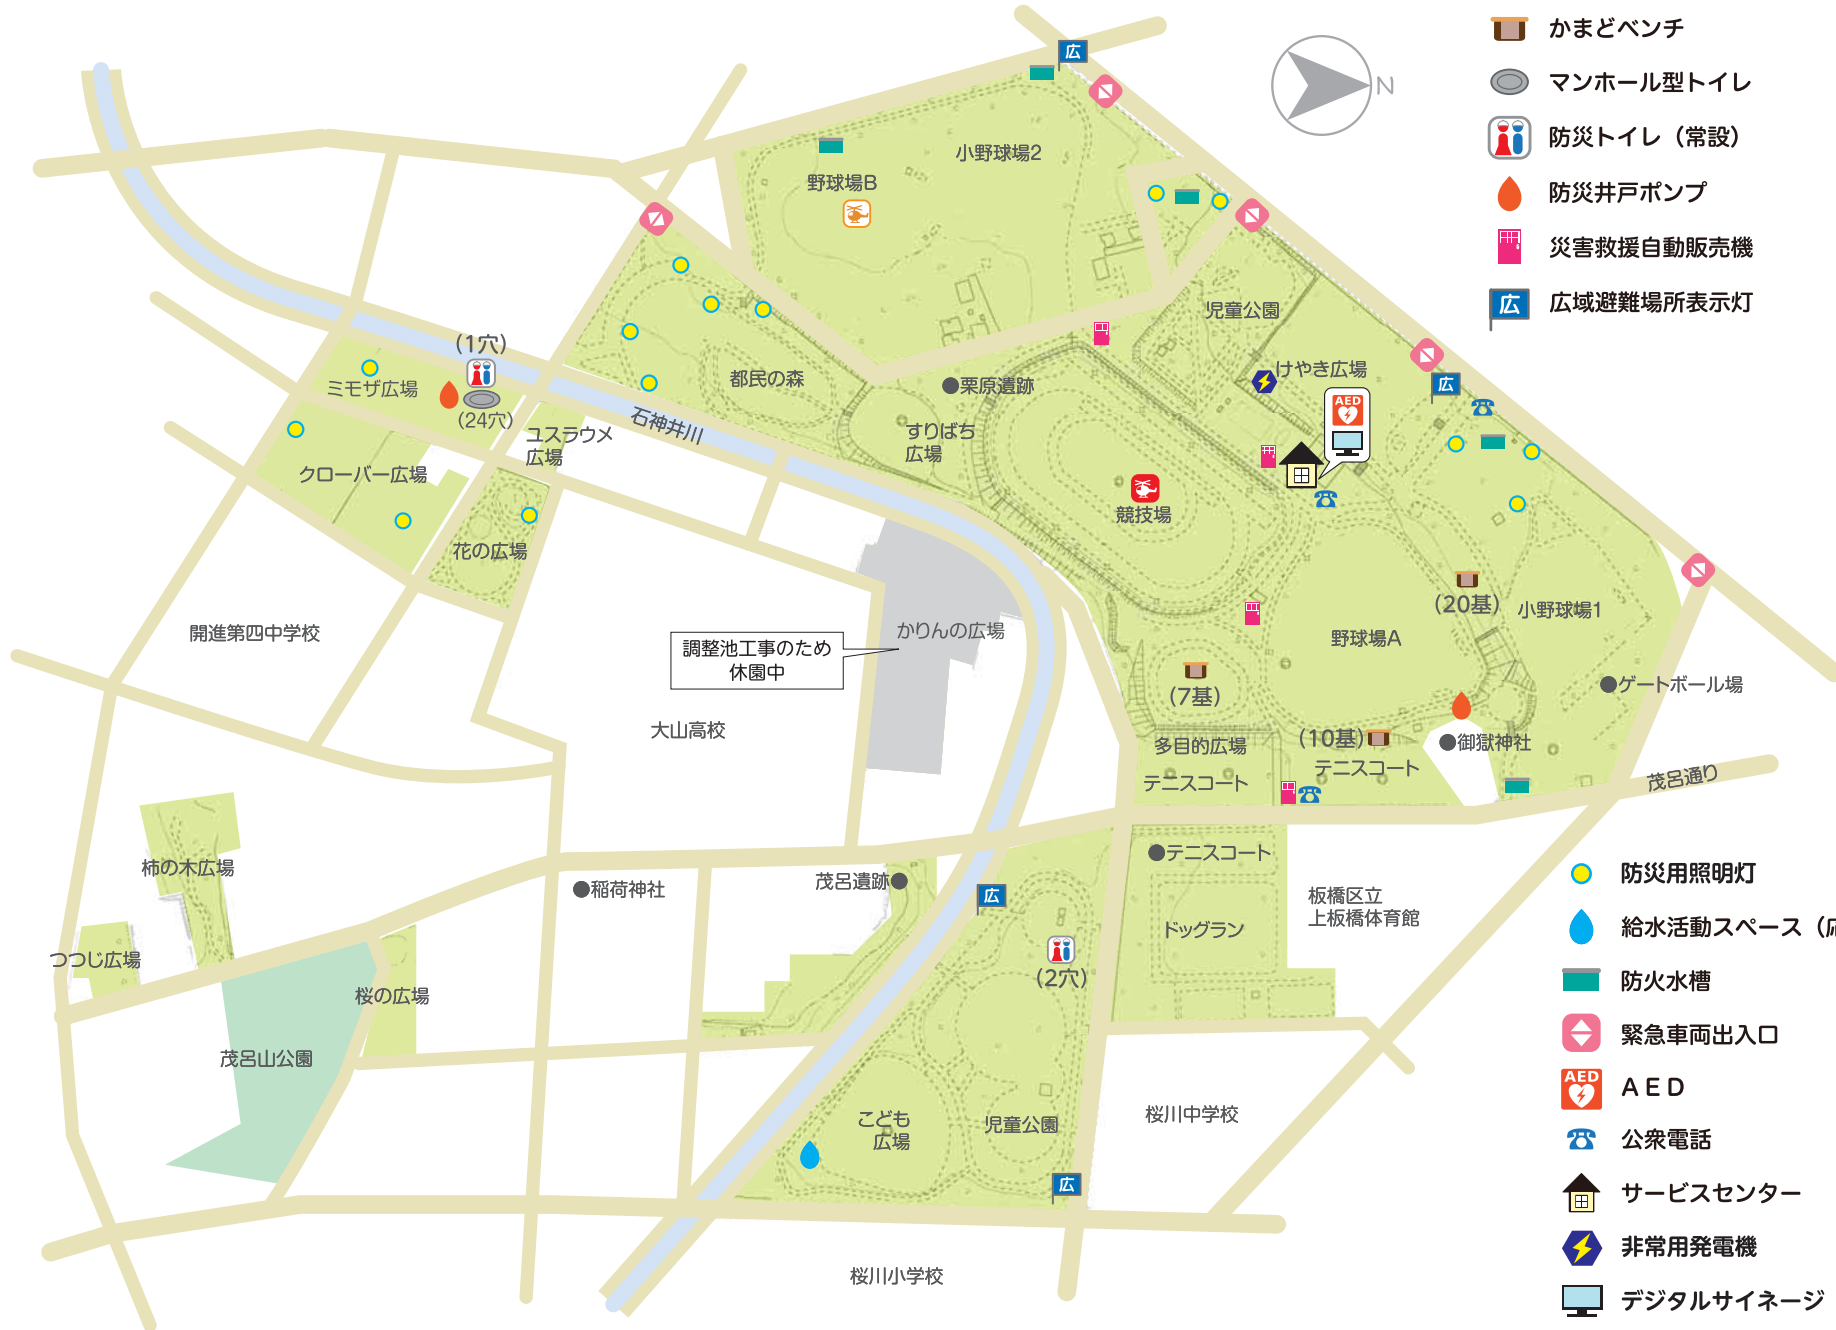 かまどベンチ
マンホール型トイレ
防災トイレ（常設）
防災井戸ポンプ
災害救援自動販売機
広
広域避難場所表示灯
N
広
小野球場2
野球場B
児童公園
けやき広場
広
AED
(1穴)
ミモザ広場
(24穴)
都民の森
栗原遺跡
石神井川
ユスラウメ
広場
すりばち
広場
クローバー広場
花の広場
競技場
(20基)
小野球場1
野球場A
開進第四中学校
かりんの広場
調整池工事のため
休園中
(7基)
ゲートボール場
大山高校
多目的広場
(10基)
御獄神社
テニスコート
テニスコート
茂呂通り
柿の木広場
稲荷神社
茂呂遺跡
テニスコート
広
板橋区立
上板橋体育館
ドッグラン
つつじ広場
桜の広場
(2穴)
茂呂山公園
こども
広場
児童公園
桜川中学校
広
桜川小学校
防災用照明灯
給水活動スペース（
防火水槽
緊急車両出入口
AED
ＡＥＤ
公衆電話
サービスセンター
非常用発電機
デジタルサイネージ